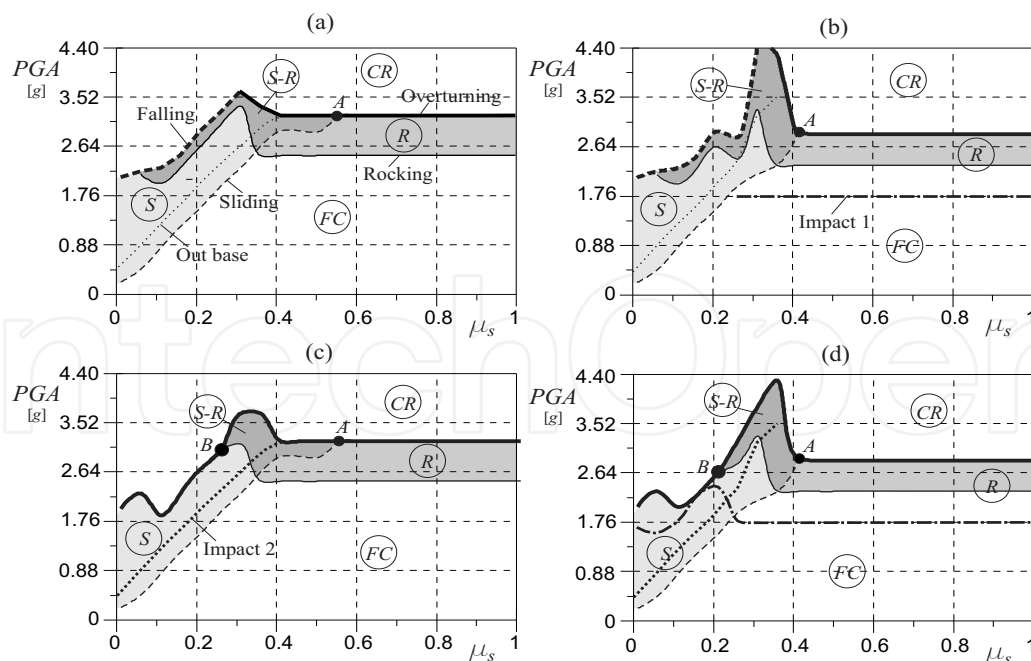 (a)
4.40
PGA
[g]
3.52
2.64
1.76
0.88
0
S-R
CR
A
Overturning
Falling
R
Rocking
S
Sliding
FC
Out base
0 0.2 0.4 0.6 0.8 1
μs
(b)
4.40
PGA
[g]
3.52
2.64
1.76
0.88
0
S-R
CR
A
R
S
Impact 1
FC
0 0.2 0.4 0.6 0.8 1
μs
(c)
4.40
PGA
[g]
3.52
2.64
1.76
0.88
0
S-R
CR
B
A
R
S
Impact 2
FC
0 0.2 0.4 0.6 0.8 1
μs
(d)
4.40
PGA
[g]
3.52
2.64
1.76
0.88
0
S-R
CR
B
A
R
S
FC
0 0.2 0.4 0.6 0.8 1
μs
ntechOpen